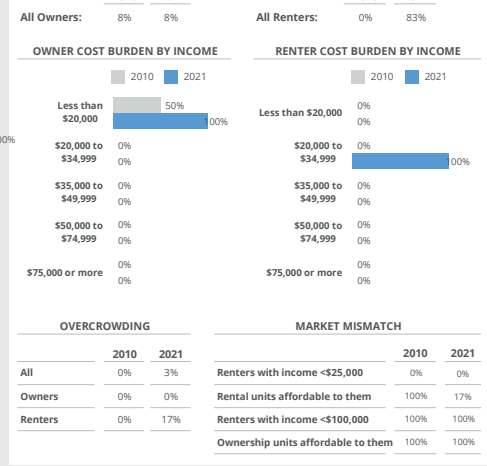 All Owners: 8% 8%
All Renters: 0% 83%
OWNER COST BURDEN BY INCOME
2010 2021
Less than
$20,000
50%
100%
$20,000 to
$34,999
0%
0%
$35,000 to
$49,999
0%
0%
$50,000 to
$74,999
0%
0%
$75,000 or more
0%
0%
RENTER COST BURDEN BY INCOME
2010 2021
Less than $20,000
0%
0%
$20,000 to
$34,999
0%
100%
$35,000 to
$49,999
0%
0%
$50,000 to
$74,999
0%
0%
$75,000 or more
0%
0%
OVERCROWDING
2010 2021
All 0% 3%
Owners 0% 0%
Renters 0% 17%
MARKET MISMATCH
2010 2021
Renters with income <$25,000 0% 0%
Rental units affordable to them 100% 17%
Renters with income <$100,000 100% 100%
Ownership units affordable to them 100% 100%